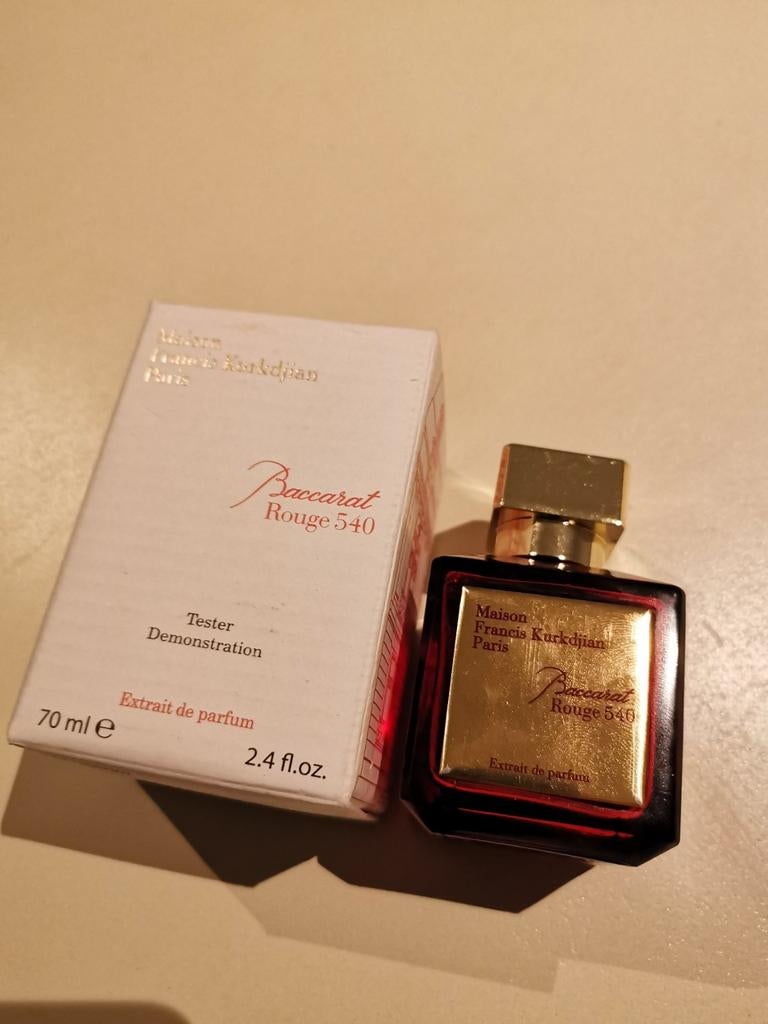 Maison
Francis Kurkdjian
Paris
Baccarat
Rouge 540
Tester
Demonstration
Extrait de parfum
70 ml e
2.4 fl.oz.
Maison
Francis Kurkdjian
Paris
Baccarat
Rouge 540
Extrait de parfum